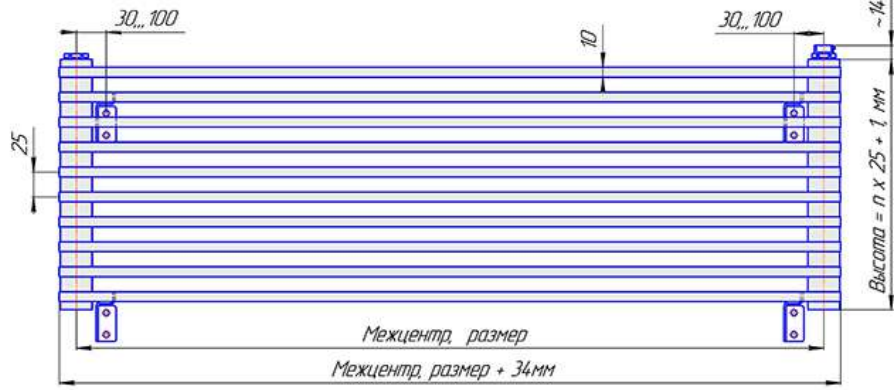 30,,,100
30,,,100
~14
10
25
Высота = n x 25 + 1, мм
Межцентр, размер
Межцентр, размер + 34мм